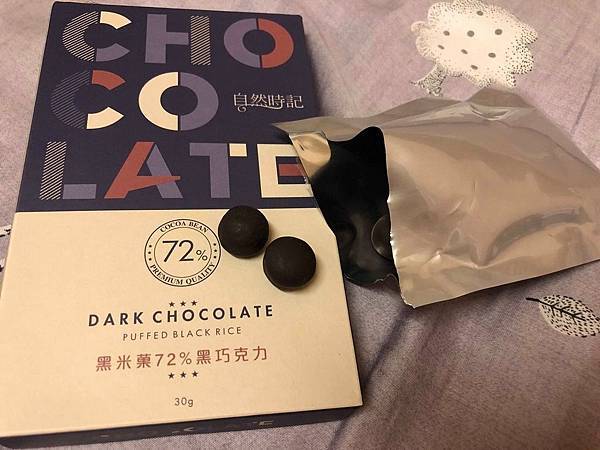 CHO
CO
自然時記
LATE
COCOA BEAN
72%
PREMIUM QUALITY
DARK CHOCOLATE
PUFFED BLACK RICE
黑米菓72%黑巧克力
30g